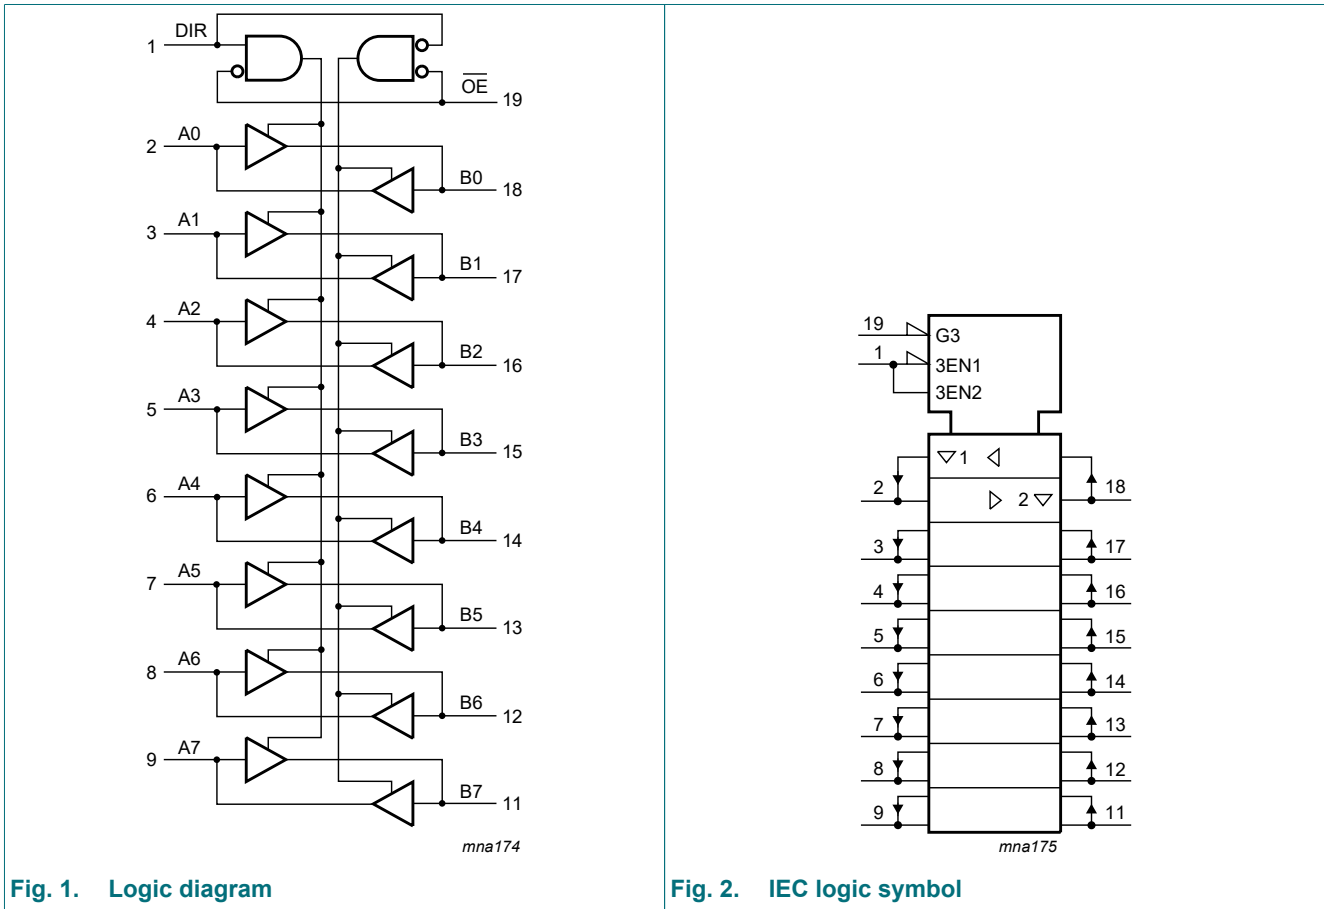 DIR
1
OE
19
A0
2
B0
18
A1
3
B1
17
A2
4
B2
16
A3
5
B3
15
A4
6
B4
14
A5
7
B5
13
A6
8
B6
12
A7
9
B7
11
mna174
Fig. 1. Logic diagram
19
G3
1
3EN1
3EN2
1
2
18
2
3
17
4
16
5
15
6
14
7
13
8
12
9
11
mna175
Fig. 2. IEC logic symbol